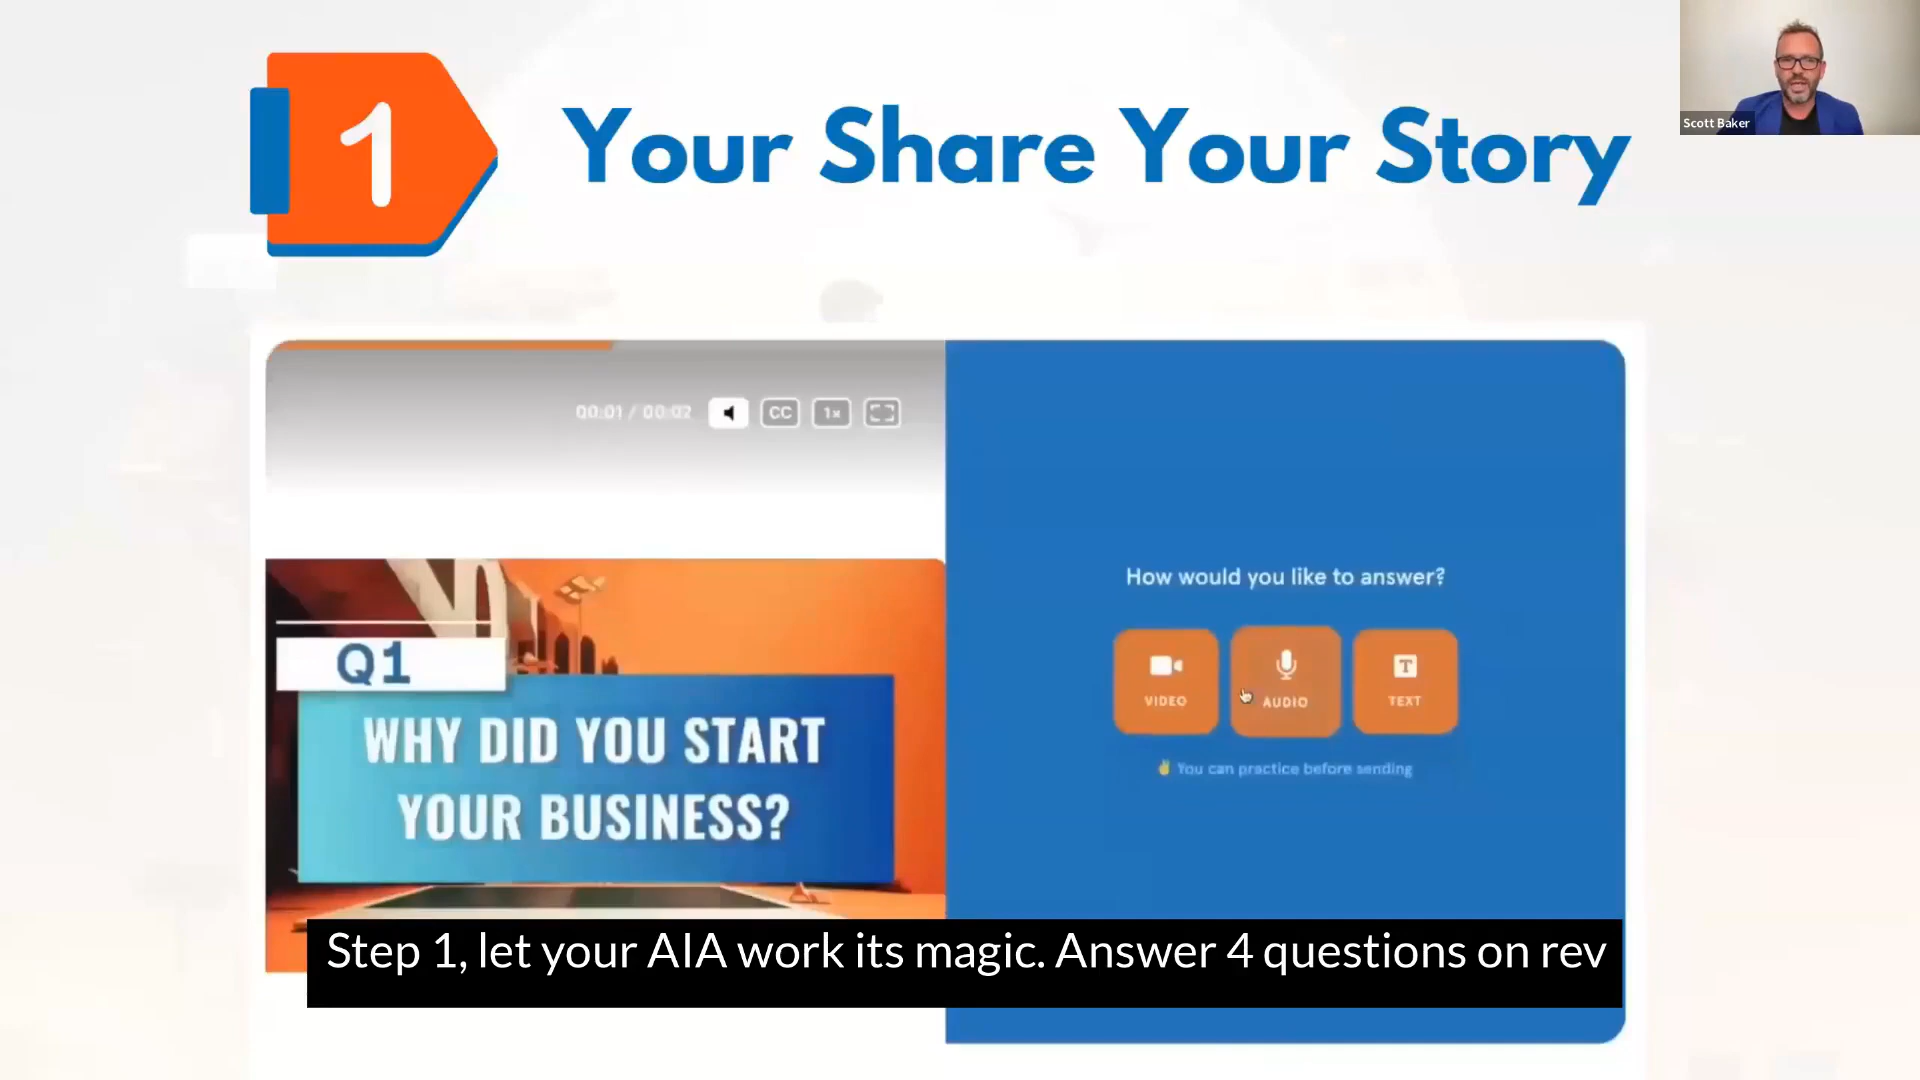 1
Your Share Your Story
Scott Baker
00:01 / 00:02
CC
1x
Q1
WHY DID YOU START
YOUR BUSINESS?
How would you like to answer?
VIDEO
AUDIO
T
TEXT
✌ You can practice before sending
Step 1, let your AIA work its magic. Answer 4 questions on rev